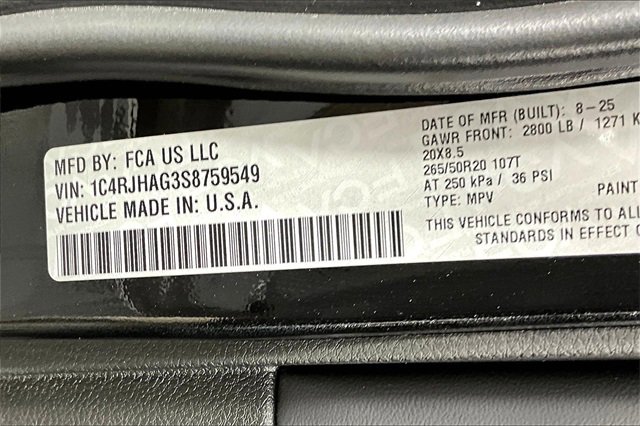 MFD BY: FCA US LLC
VIN: 1C4RJHAG3S8759549
VEHICLE MADE IN: U.S.A.
DATE OF MFR (BUILT): 8-25
GAWR FRONT: 2800 LB / 1271 K
20X8.5
265/50R20 107T
AT 250 kPa / 36 PSI
TYPE: MPV PAINT
THIS VEHICLE CONFORMS TO ALL
STANDARDS IN EFFECT O